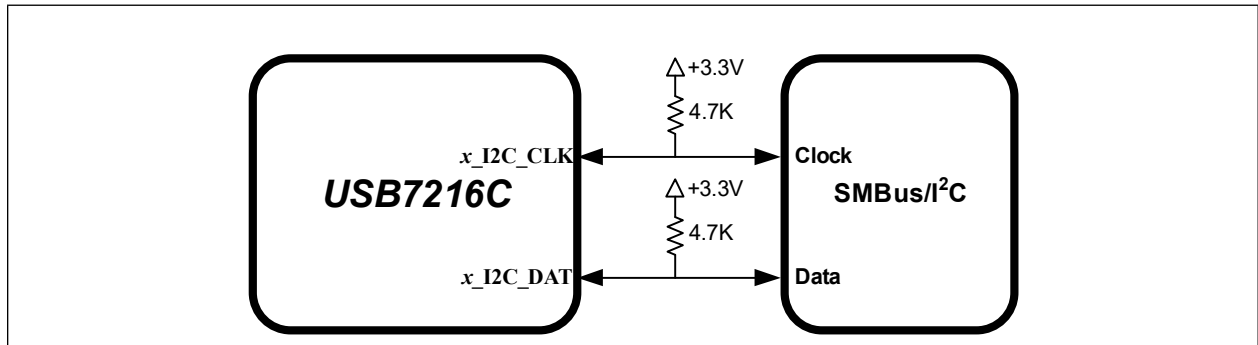 +3.3V
4.7K
x_I2C_CLK
Clock
USB7216C
SMBus/I²C
+3.3V
4.7K
x_I2C_DAT
Data